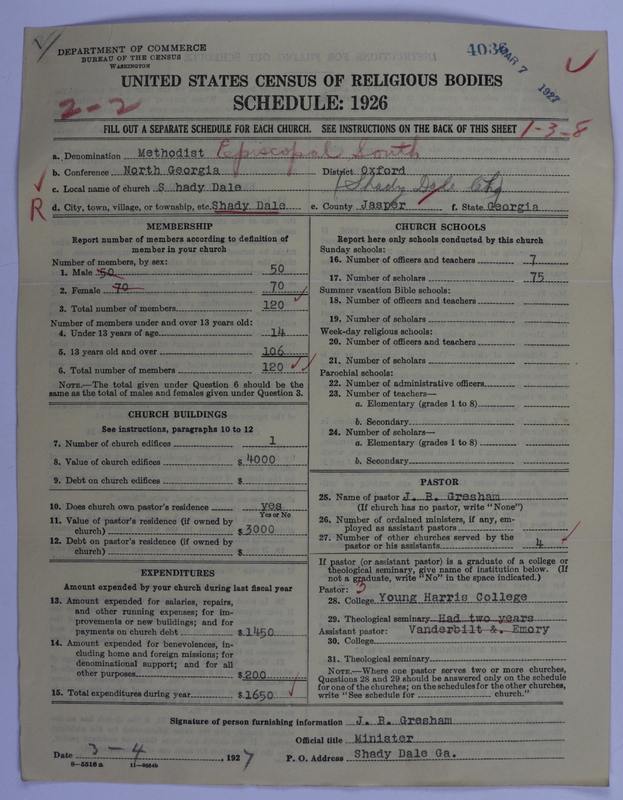 DEPARTMENT OF COMMERCE
BUREAU OF THE CENSUS
WASHINGTON
4036
MAR 7 1927
UNITED STATES CENSUS OF RELIGIOUS BODIES
2-2
SCHEDULE: 1926
FILL OUT A SEPARATE SCHEDULE FOR EACH CHURCH. SEE INSTRUCTIONS ON THE BACK OF THIS SHEET
1-3-8
a. Denomination Methodist Episcopal South
b. Conference North Georgia District Oxford
c. Local name of church S hady Dale (Shady Dale Chg
R
d. City, town, village, or township, etc. Shady Dale e. County Jasper f. State Georgia
MEMBERSHIP
Report number of members according to definition of member in your church
Number of members, by sex:
1. Male 50 50
2. Female 70 70
3. Total number of members 120
Number of members under and over 13 years old:
4. Under 13 years of age 14
5. 13 years old and over 106
6. Total number of members 120
NOTE.—The total given under Question 6 should be the same as the total of males and females given under Question 3.
CHURCH BUILDINGS
See instructions, paragraphs 10 to 12
7. Number of church edifices 1
8. Value of church edifices $ 4000
9. Debt on church edifices $
10. Does church own pastor's residence yes
Yes or No
11. Value of pastor's residence (if owned by church) $ 3000
12. Debt on pastor's residence (if owned by church) $
EXPENDITURES
Amount expended by your church during last fiscal year
13. Amount expended for salaries, repairs, and other running expenses; for improvements or new buildings; and for payments on church debt $ 1450
14. Amount expended for benevolences, including home and foreign missions; for denominational support; and for all other purposes $ 200
15. Total expenditures during year $ 1650
CHURCH SCHOOLS
Report here only schools conducted by this church
Sunday schools:
16. Number of officers and teachers 7
17. Number of scholars 75
Summer vacation Bible schools:
18. Number of officers and teachers
19. Number of scholars
Week-day religious schools:
20. Number of officers and teachers
21. Number of scholars
Parochial schools:
22. Number of administrative officers
23. Number of teachers—
a. Elementary (grades 1 to 8)
b. Secondary
24. Number of scholars—
a. Elementary (grades 1 to 8)
b. Secondary
PASTOR
25. Name of pastor J. B. Gresham
(If church has no pastor, write "None")
26. Number of ordained ministers, if any, employed as assistant pastors
27. Number of other churches served by the pastor or his assistants 4
If pastor (or assistant pastor) is a graduate of a college or theological seminary, give name of institution below. (If not a graduate, write "No" in the space indicated.)
Pastor: 3
28. College Young Harris College
29. Theological seminary Had two years
Assistant pastor: Vanderbilt & Emory
30. College
31. Theological seminary
NOTE.—Where one pastor serves two or more churches, Questions 28 and 29 should be answered only on the schedule for one of the churches; on the schedules for the other churches, write "See schedule for ______ church."
Signature of person furnishing information J. B. Gresham
Official title Minister
Date 3-4, 1927 P. O. Address Shady Dale Ga.
8-5516a 11-9554b